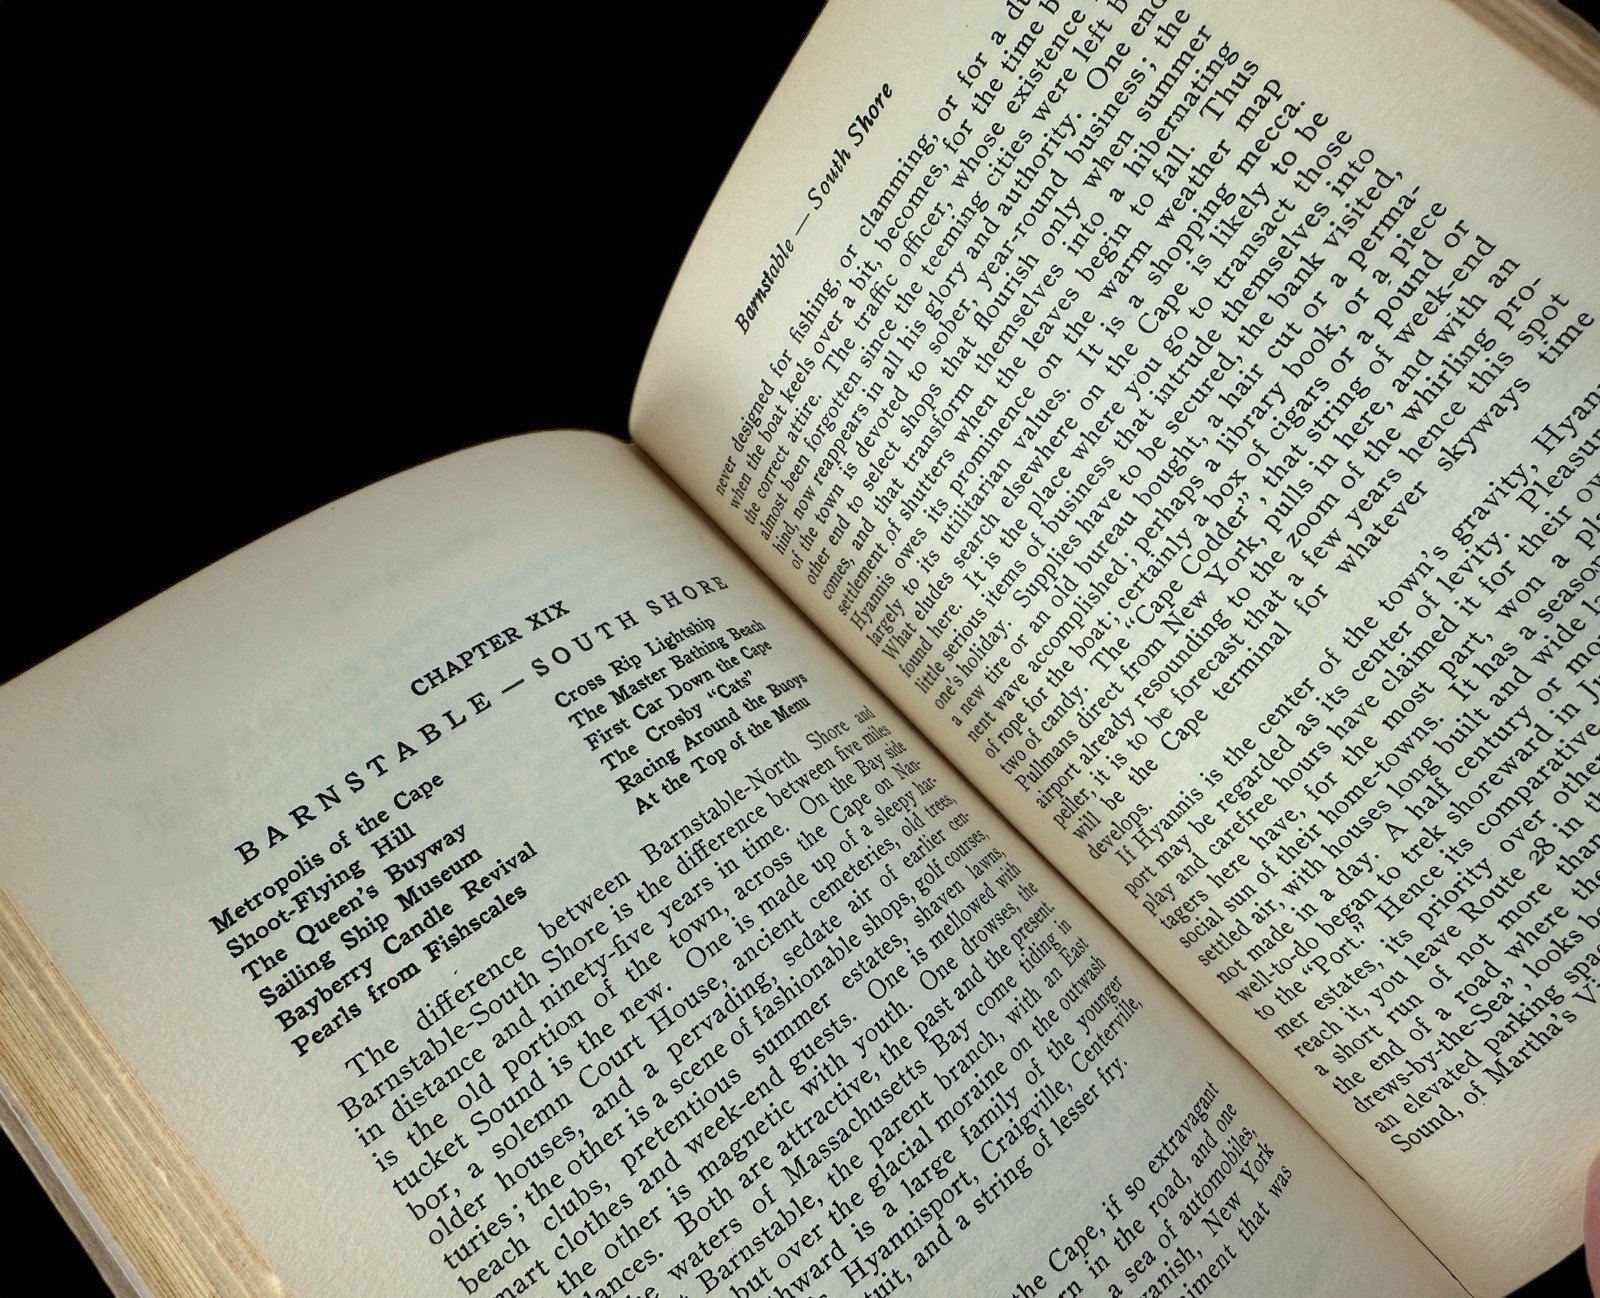 CHAPTER XIX
BARNSTABLE — SOUTH SHORE
Metropolis of the Cape
Shoot-Flying Hill
The Queen's Buyway
Sailing Ship Museum
Bayberry Candle Revival
Pearls from Fishscales
Cross Rip Lightship
The Master Bathing Beach
First Car Down the Cape
The Crosby "Cats"
Racing Around the Buoys
At the Top of the Menu
The difference between Barnstable-North Shore and
Barnstable-South Shore is the difference between five miles
in distance and ninety-five years in time. On the Bay side
is the old portion of the town, across the Cape on Nan-
tucket Sound is the new. One is made up of a sleepy har-
bor, a solemn Court House, ancient cemeteries, old trees,
older houses, and a pervading, sedate air of earlier cen-
turies; the other is a scene of fashionable shops, golf courses,
beach clubs, pretentious summer estates, shaven lawns,
smart clothes and week-end guests. One is mellowed with
the other is magnetic with youth. One drowses, the
Both are attractive, the past and the present.
waters of Massachusetts Bay come riding in
Barnstable, the parent branch, with an East
but over the glacial moraine on the outwash
is a large family of the younger
Hyannisport, Craigville, Centerville,
and a string of lesser fry.
the Cape, if so extravagant
in the road, and one
a sea of automobiles,
New York
that was
Barnstable — South Shore
never designed for fishing, or clamming, or for a
when the boat keels over a bit, becomes, for the time
the correct attire. The traffic officer, whose existence
almost been forgotten since the teeming cities were left
hind, now reappears in all his glory and authority. One end
of the town is devoted to sober, year-round business; the
other end to select shops that flourish only when summer
comes, and that transform themselves into a hibernating
settlement of shutters when the leaves begin to fall. Thus
Hyannis owes its prominence on the warm weather map
largely to its utilitarian values. It is a shopping mecca.
What eludes search elsewhere on the Cape is likely to be
found here. It is the place where you go to transact those
little serious items of business that intrude themselves into
one's holiday. Supplies have to be secured, the bank visited,
a new tire or an old bureau bought, a hair cut or a perma-
nent wave accomplished; perhaps a library book, or a piece
of rope for the boat; certainly a box of cigars or a pound or
two of candy. The "Cape Codder", that string of week-end
Pullmans direct from New York, pulls in here, and with an
airport already resounding to the zoom of the whirling pro-
peller, it is to be forecast that a few years hence this spot
will be the Cape terminal for whatever skyways time
develops.
If Hyannis is the center of the town's gravity,
port may be regarded as its center of levity.
play and carefree hours have claimed it for their
tagers here have, for the most part, won a
social sun of their home-towns. It has a
settled air, with houses long built and wide
not made in a day. A half century or
well-to-do began to trek shoreward in
to the "Port." Hence its comparative
mer estates, its priority over
reach it, you leave Route 28 in
a short run of not more than
the end of a road, where
drews-by-the-Sea", looks
an elevated parking
Sound, of Martha's